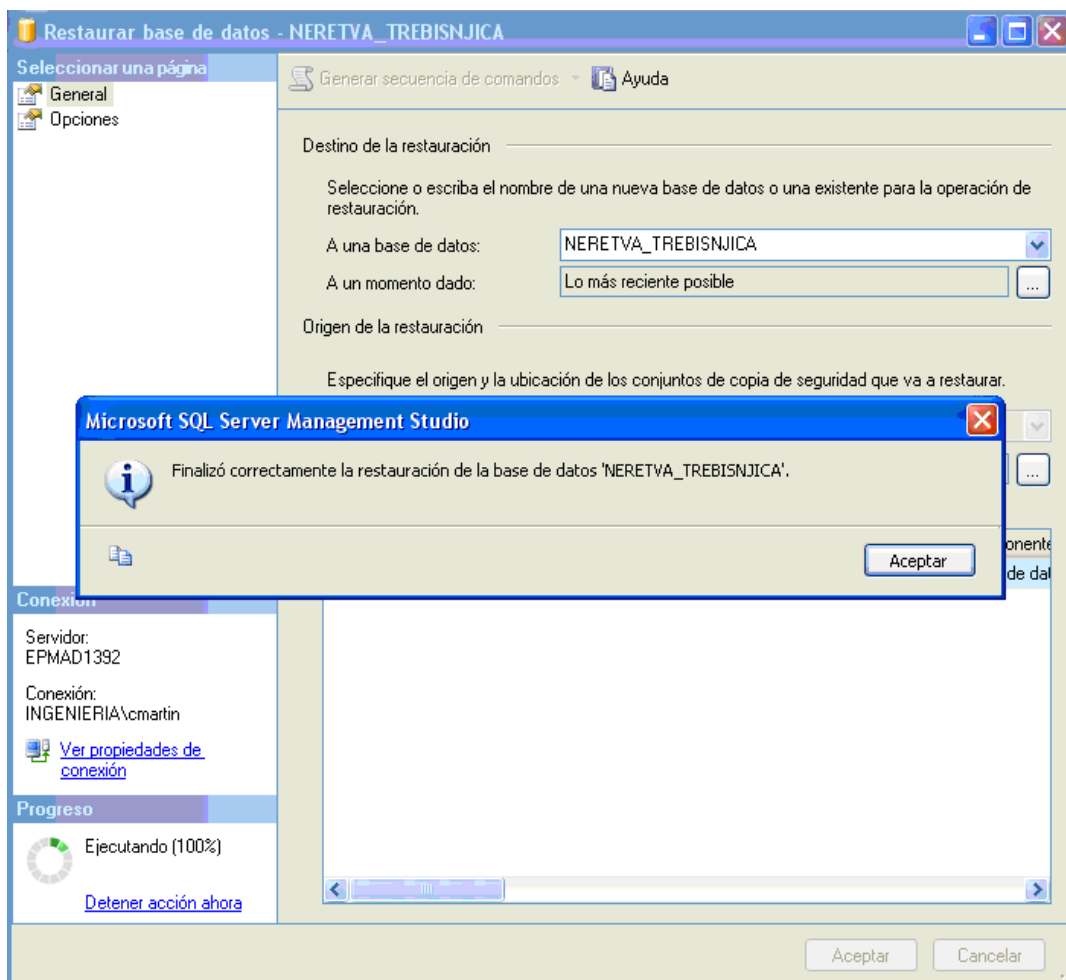 Restaurar base de datos - NERETVA_TREBISNJICA
Seleccionar una página
General
Opciones
Generar secuencia de comandos
Ayuda
Destino de la restauración
Seleccione o escriba el nombre de una nueva base de datos o una existente para la operación de
restauración.
A una base de datos: NERETVA_TREBISNJICA
A un momento dado: Lo más reciente posible ...
Origen de la restauración
Especifique el origen y la ubicación de los conjuntos de copia de seguridad que va a restaurar.
Microsoft SQL Server Management Studio
Finalizó correctamente la restauración de la base de datos 'NERETVA_TREBISNJICA'.
...
Aceptar
onente
de dat
Conexión
Servidor:
EPMAD1392
Conexión:
INGENIERIA\cmartin
Ver propiedades de
conexión
Progreso
Ejecutando (100%)
Detener acción ahora
Aceptar Cancelar